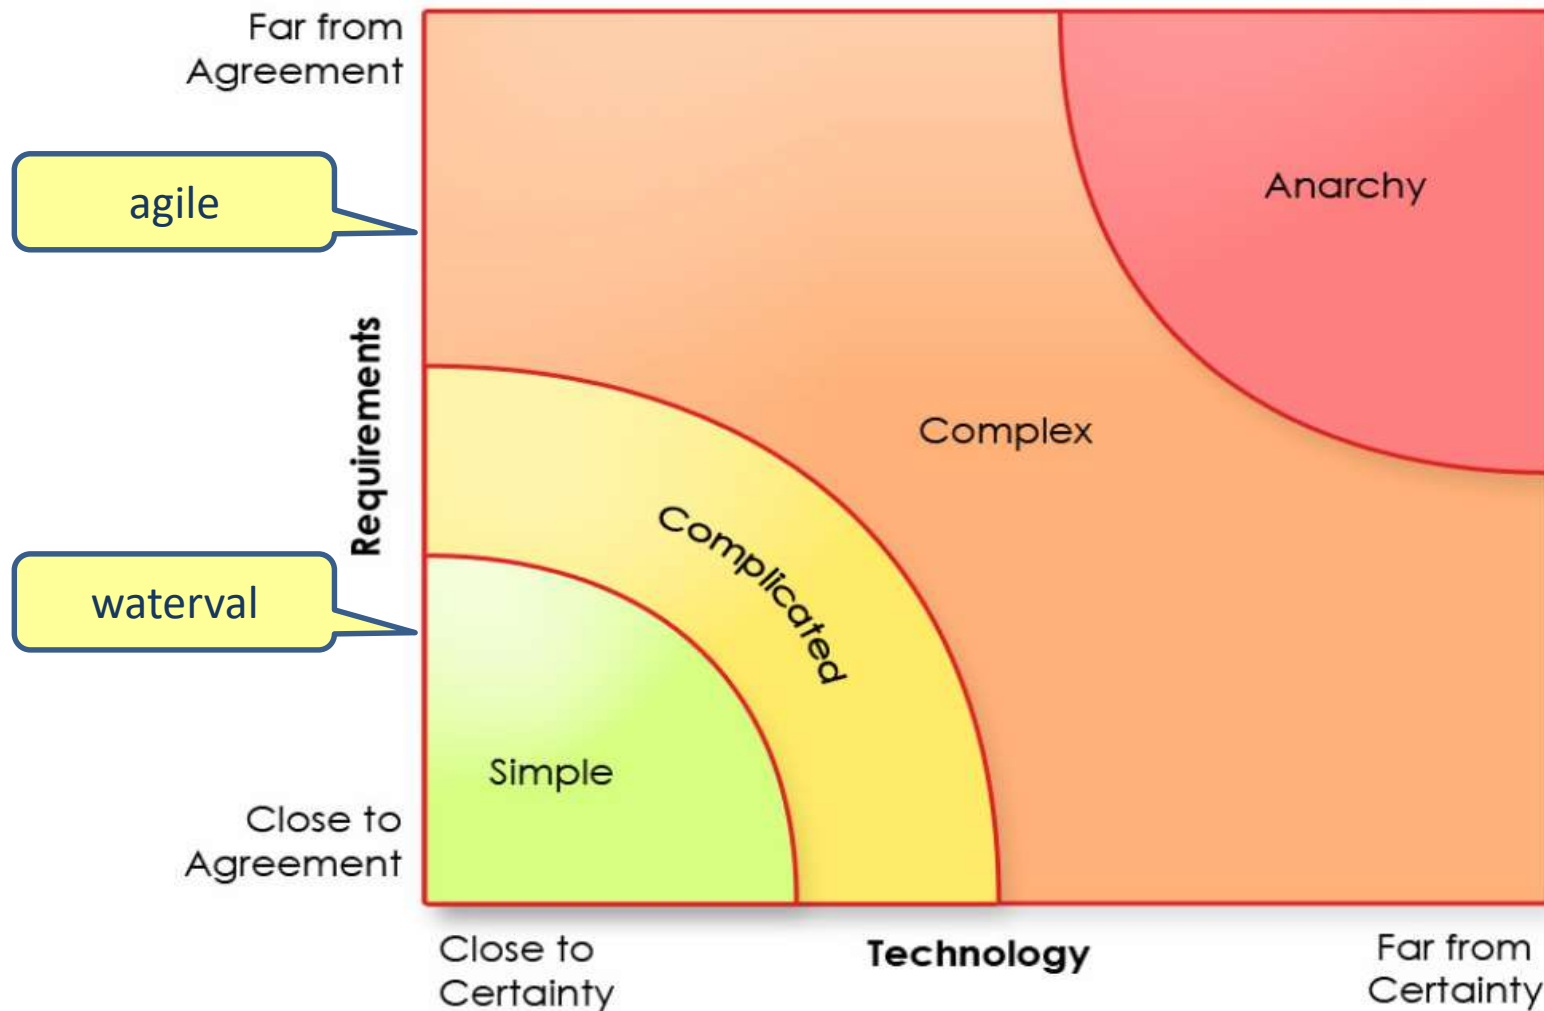 Far from
Agreement
agile
Anarchy
Requirements
Complex
Complicated
waterval
Simple
Close to
Agreement
Close to
Certainty
Technology
Far from
Certainty